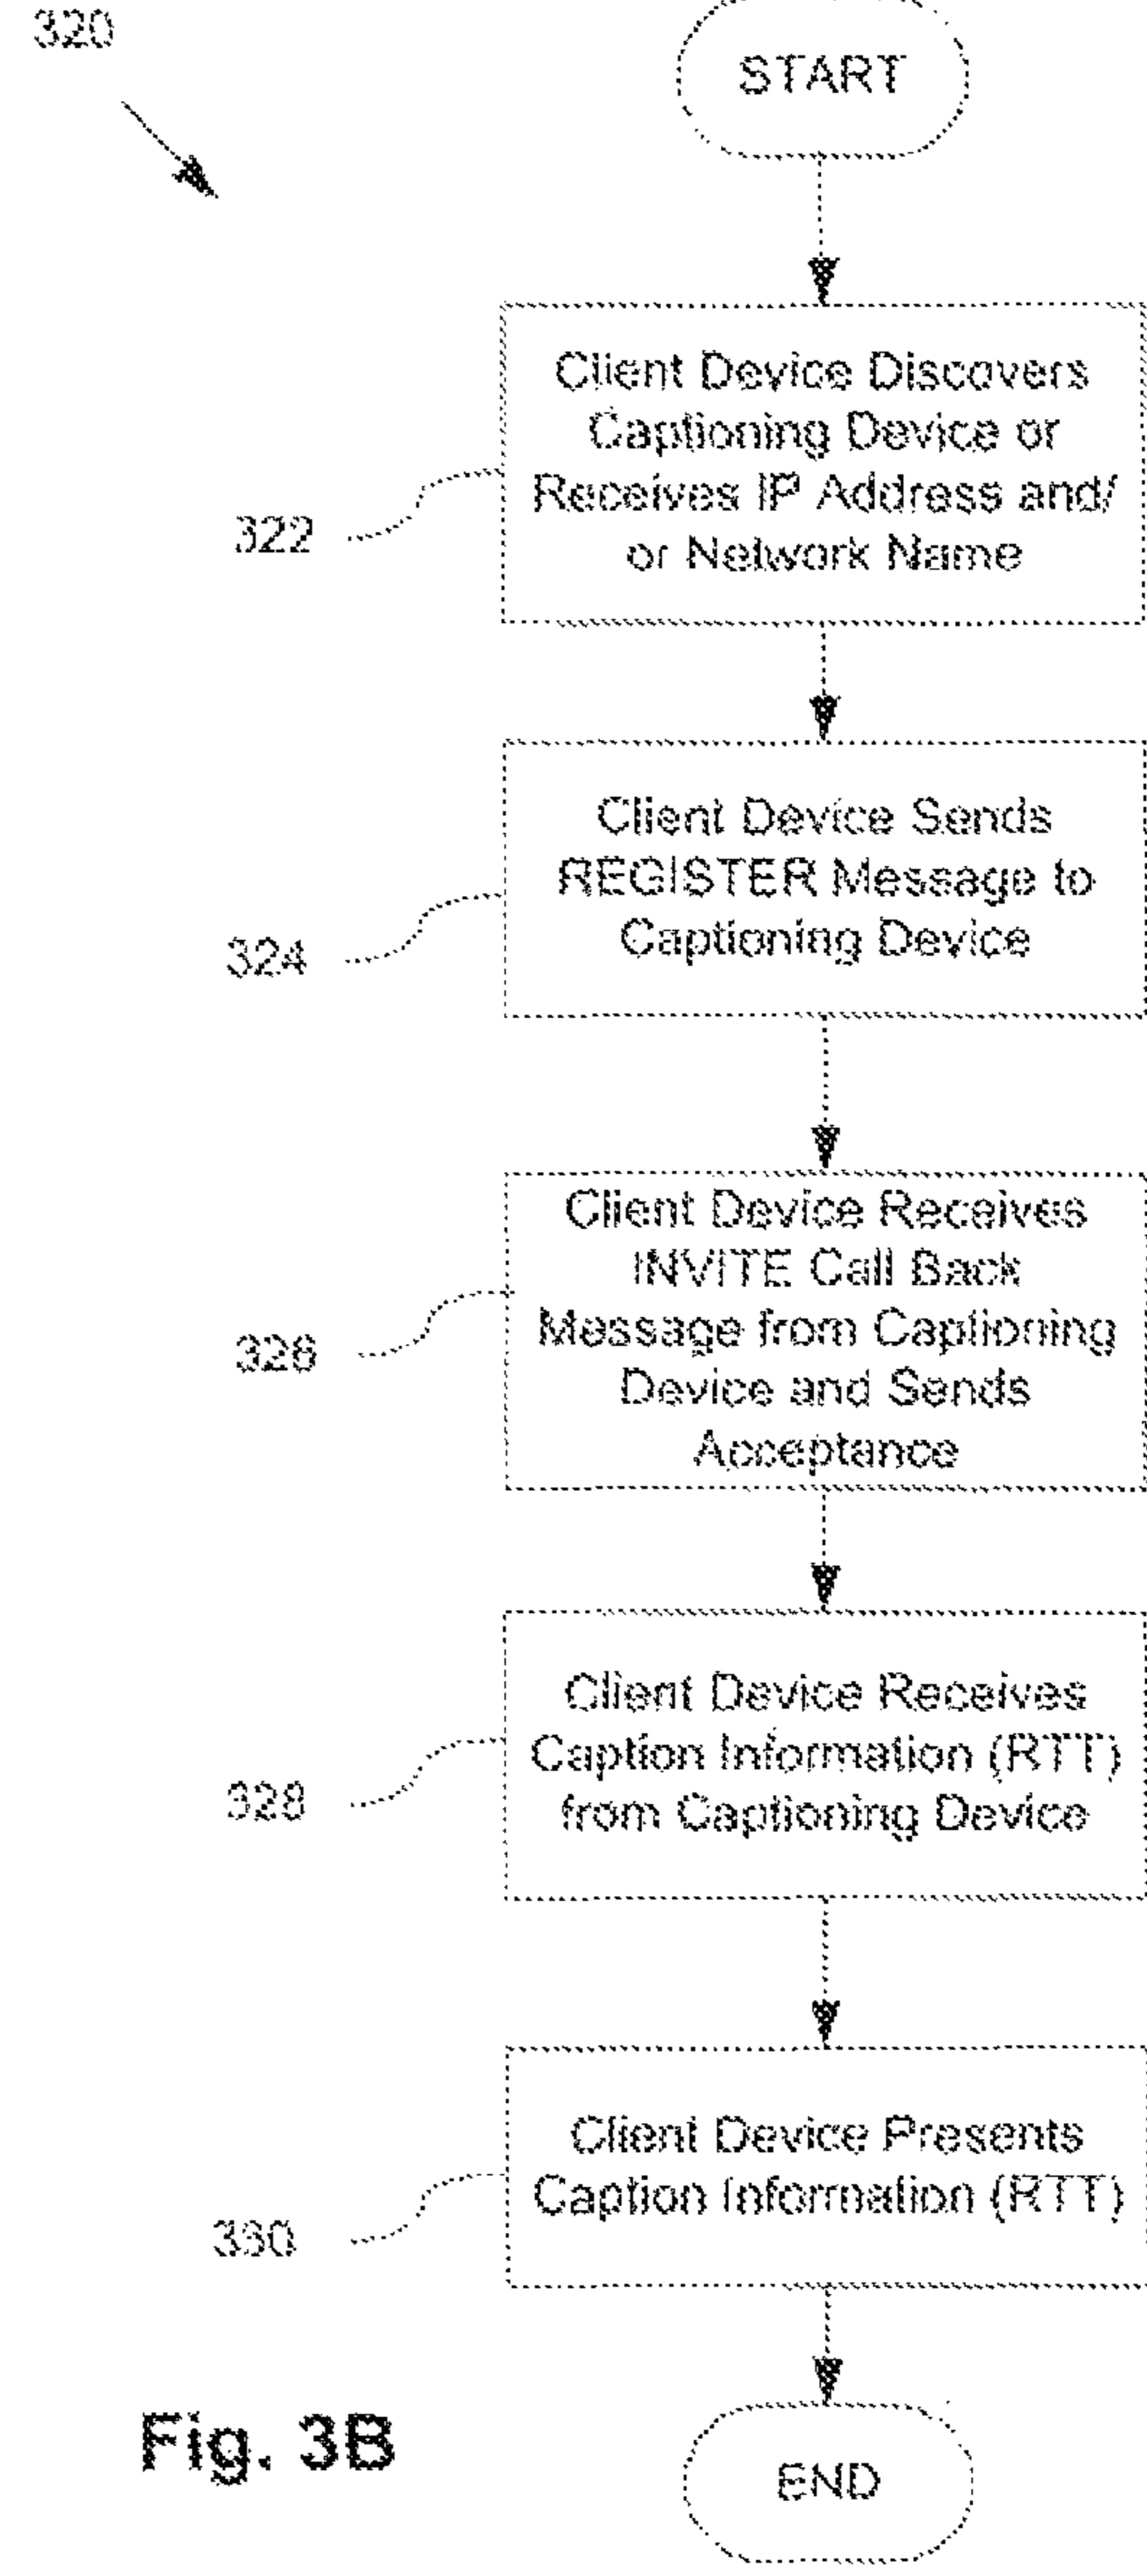 320
START
Client Device Discovers
Captioning Device or
Receives IP Address and/
or Network Name
322
Client Device Sends
REGISTER Message to
Captioning Device
324
Client Device Receives
INVITE Call Back
Message from Captioning
Device and Sends
Acceptance
326
Client Device Receives
Caption Information (RTT)
from Captioning Device
328
Client Device Presents
Caption Information (RTT)
330
END
Fig. 3B